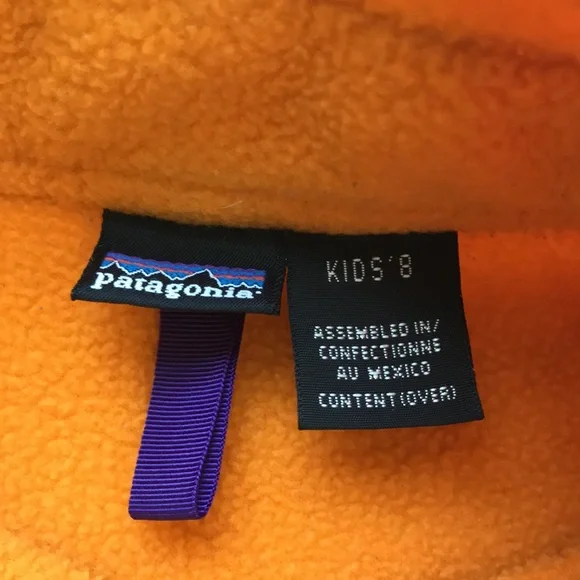 patagonia
KIDS'8
ASSEMBLED IN/
CONFECTIONNE
AU MEXICO
CONTENT(OVER)